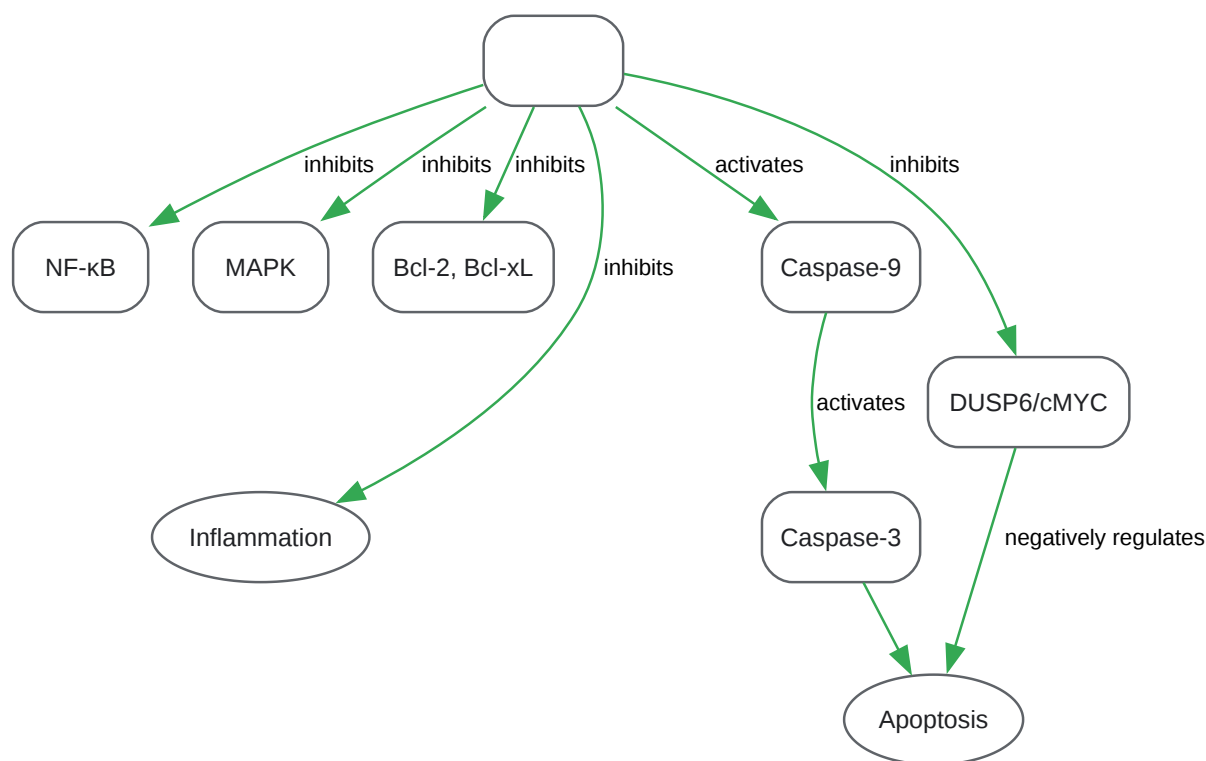 inhibits
inhibits
inhibits
activates
inhibits
NF-κB
MAPK
Bcl-2, Bcl-xL
inhibits
Caspase-9
activates
DUSP6/cMYC
Inflammation
Caspase-3
negatively regulates
Apoptosis